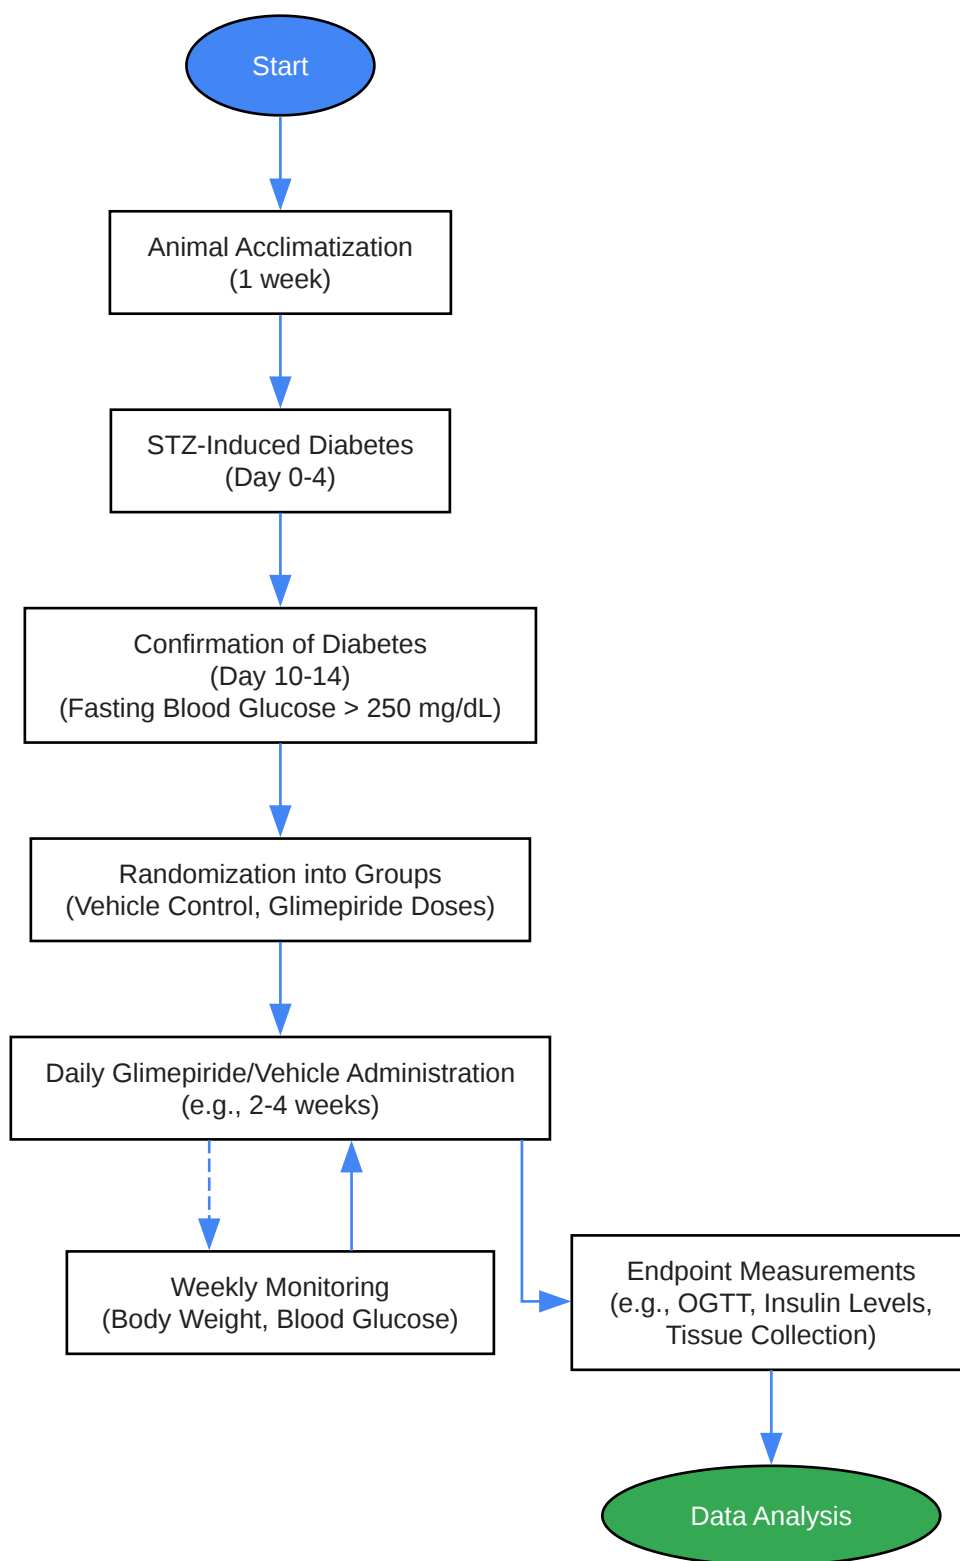 Start
Animal Acclimatization
(1 week)
STZ-Induced Diabetes
(Day 0-4)
Confirmation of Diabetes
(Day 10-14)
(Fasting Blood Glucose > 250 mg/dL)
Randomization into Groups
(Vehicle Control, Glimepiride Doses)
Daily Glimepiride/Vehicle Administration
(e.g., 2-4 weeks)
Weekly Monitoring
(Body Weight, Blood Glucose)
Endpoint Measurements
(e.g., OGTT, Insulin Levels,
Tissue Collection)
Data Analysis